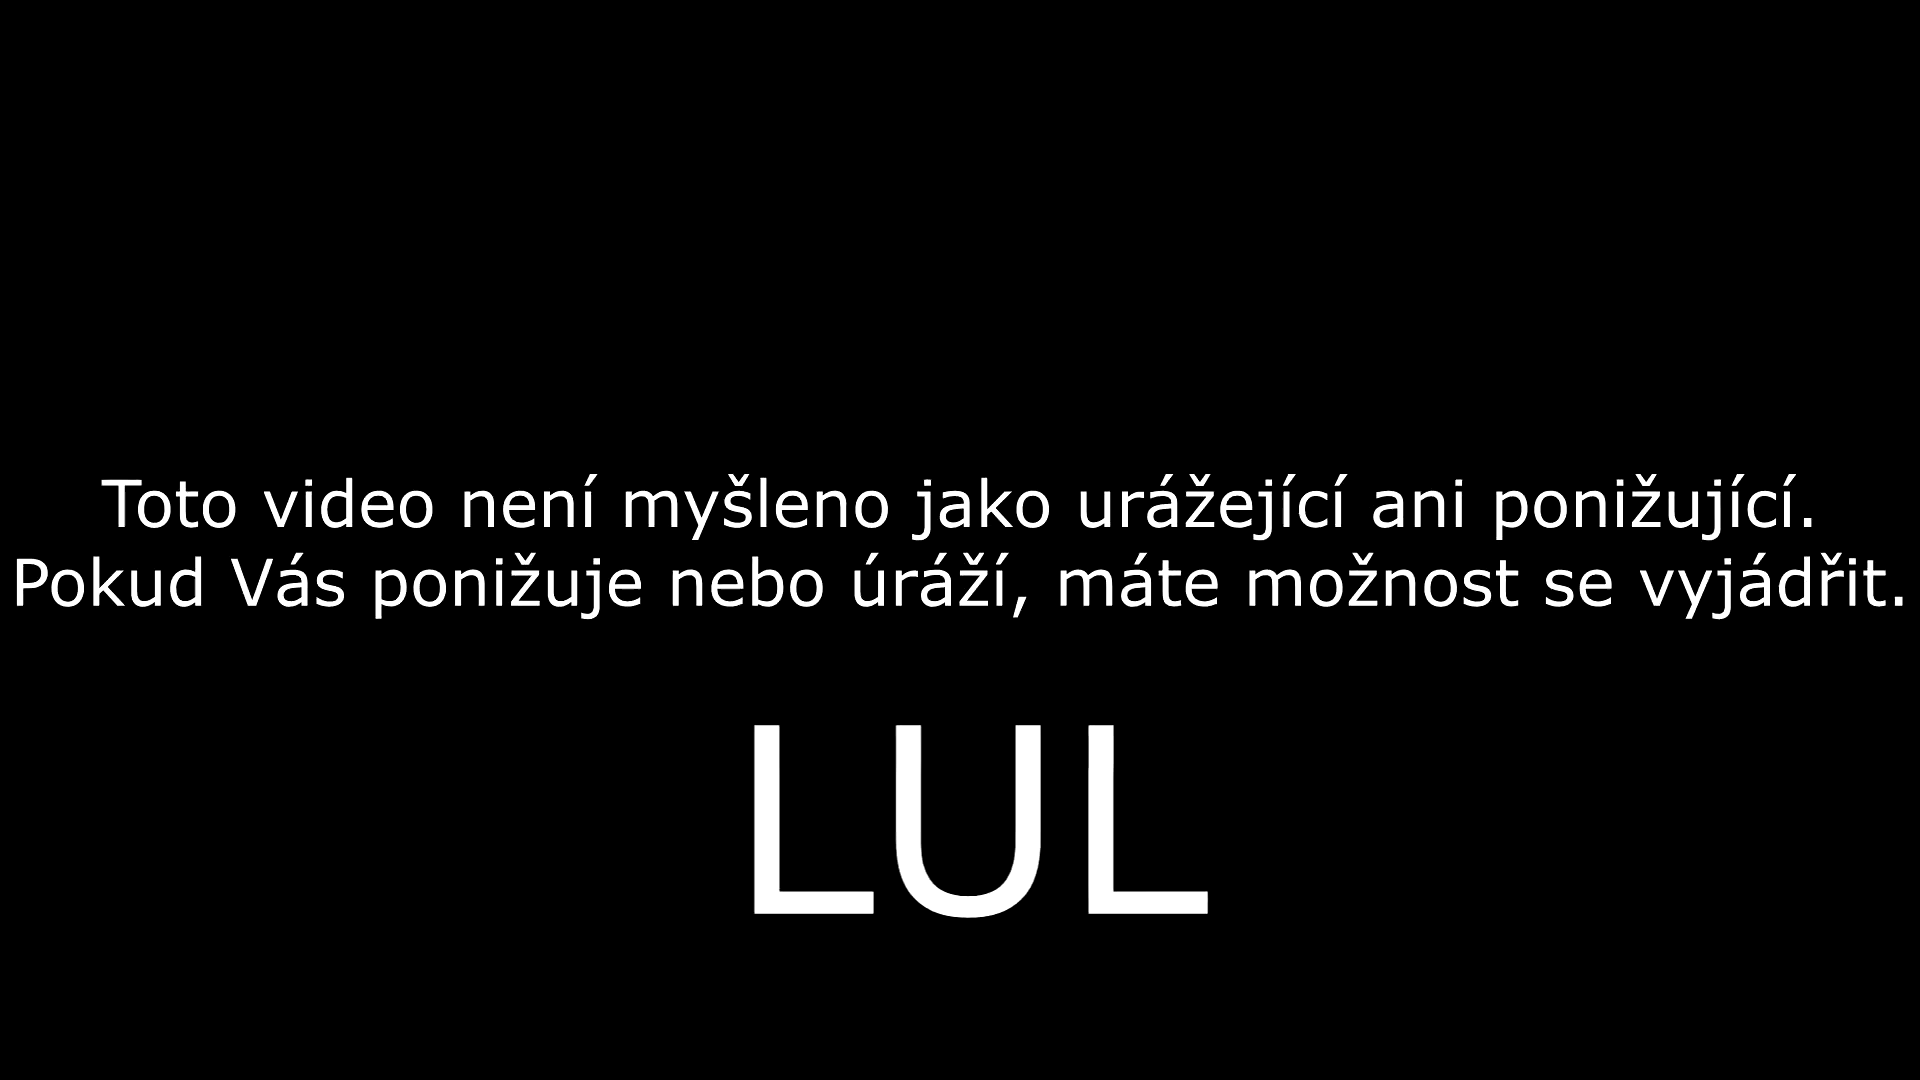 Toto video není myšleno jako urážející ani ponižující.
Pokud Vás ponižuje nebo úráží, máte možnost se vyjádřit.
LUL